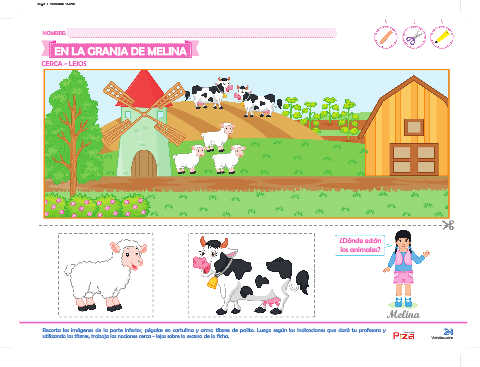 NOMBRE:
EN LA GRANJA DE MELINA
CERCA - LEJOS
¿Dónde están
los animales?
Melina
Recorta las imágenes de la parte inferior, pégalas en cartulina y arma títeres de palito. Luego según las indicaciones que dará tu profesora y
utilizando los títeres, trabaja las nociones cerca - lejos sobre la escena de la ficha.